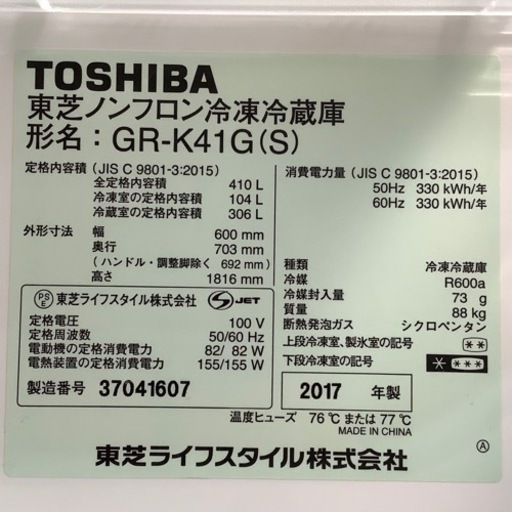 TOSHIBA
東芝ノンフロン冷凍冷蔵庫
形名：GR-K41G(S)
定格内容積（JIS C 9801-3:2015）
全定格内容積 410 L
冷凍室の定格内容積 104 L
冷蔵室の定格内容積 306 L
外形寸法 幅 600 mm
奥行 703 mm
（ハンドル・調整脚除く 692 mm）
高さ 1816 mm
消費電力量（JIS C 9801-3:2015）
50Hz 330 kWh/年
60Hz 330 kWh/年
種類 冷凍冷蔵庫
冷媒 R600a
冷媒封入量 73 g
質量 88 kg
断熱発泡ガス シクロペンタン
上段冷凍室、製氷室の記号 **
下段冷凍室の記号 ****
PSE 東芝ライフスタイル株式会社 JET
定格電圧 100 V
定格周波数 50/60 Hz
電動機の定格消費電力 82/ 82 W
電熱装置の定格消費電力 155/155 W
製造番号 37041607
2017 年製
温度ヒューズ 76℃または77℃
MADE IN CHINA
東芝ライフスタイル株式会社
Ⓐ